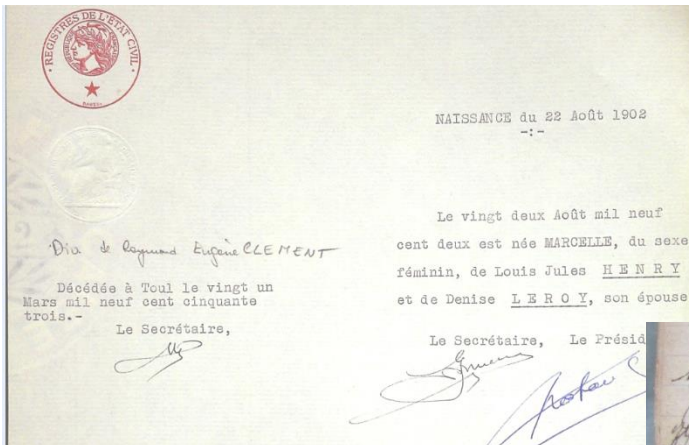 REGISTRES DE L'ETAT CIVIL
NAISSANCE du 22 Août 1902
-:-
Div de Raymond Eugène CLEMENT
Décédée à Toul le vingt un
Mars mil neuf cent cinquante
trois.-
Le Secrétaire,
Le vingt deux Août mil neuf
cent deux est née MARCELLE, du sexe
féminin, de Louis Jules HENRY
et de Denise LEROY, son épouse
Le Secrétaire, Le Présid